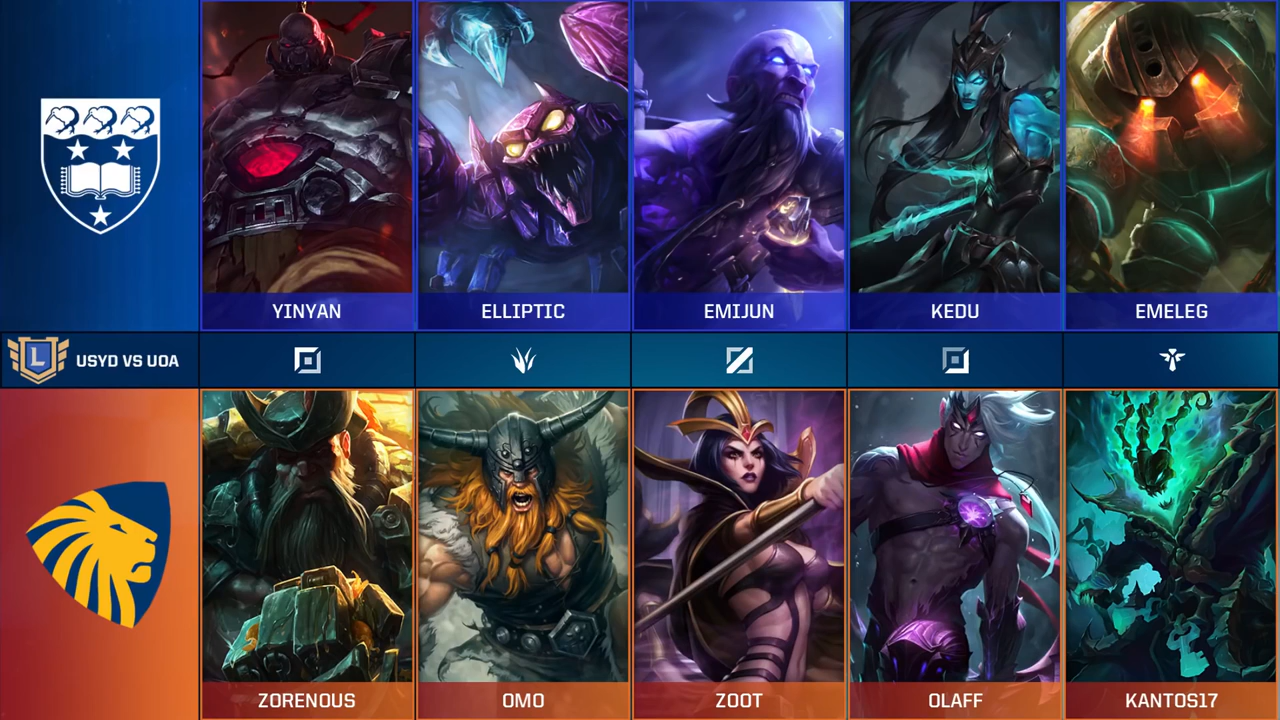 YINYAN
ELLIPTIC
EMIJUN
KEDU
EMELEG
L
USYD VS UOA
ZORENOUS
OMO
ZOOT
OLAFF
KANTOS17